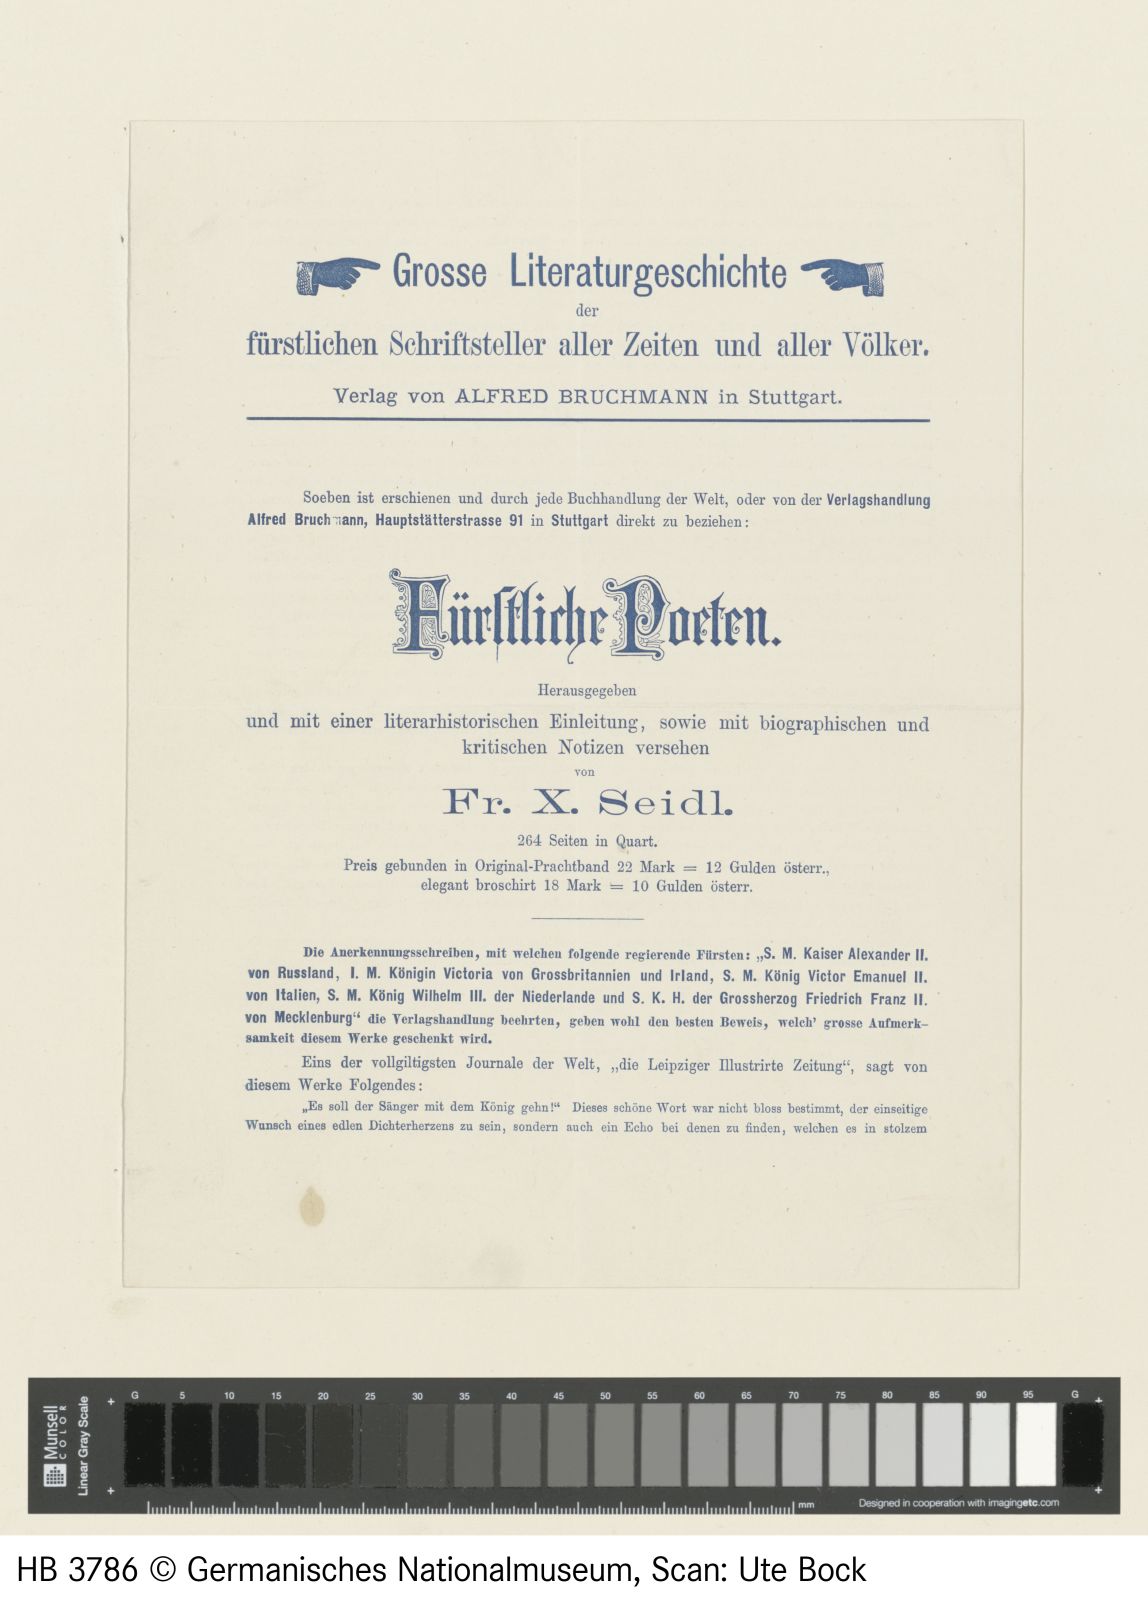 Grosse Literaturgeschichte
der
fürstlichen Schriftsteller aller Zeiten und aller Völker.
Verlag von ALFRED BRUCHMANN in Stuttgart.
Soeben ist erschienen und durch jede Buchhandlung der Welt, oder von der Verlagshandlung
Alfred Bruchmann, Hauptstätterstrasse 91 in Stuttgart direkt zu beziehen:
Fürstliche Poeten.
Herausgegeben
und mit einer literarhistorischen Einleitung, sowie mit biographischen und
kritischen Notizen versehen
von
Fr. X. Seidl.
264 Seiten in Quart.
Preis gebunden in Original-Prachtband 22 Mark = 12 Gulden österr.,
elegant broschirt 18 Mark = 10 Gulden österr.
Die Anerkennungsschreiben, mit welchen folgende regierende Fürsten: „S. M. Kaiser Alexander II.
von Russland, I. M. Königin Victoria von Grossbritannien und Irland, S. M. König Victor Emanuel II.
von Italien, S. M. König Wilhelm III. der Niederlande und S. K. H. der Grossherzog Friedrich Franz II.
von Mecklenburg“ die Verlagshandlung beehrten, geben wohl den besten Beweis, welch’ grosse Aufmerk-
samkeit diesem Werke geschenkt wird.
Eins der vollgiltigsten Journale der Welt, „die Leipziger Illustrirte Zeitung“, sagt von
diesem Werke Folgendes:
„Es soll der Sänger mit dem König gehn!“ Dieses schöne Wort war nicht bloss bestimmt, der einseitige
Wunsch eines edlen Dichterherzens zu sein, sondern auch ein Echo bei denen zu finden, welchen es in stolzem
Munsell
COLOR
Linear Gray Scale
G 5 10 15 20 25 30 35 40 45 50 55 60 65 70 75 80 85 90 95 G
mm
Designed in cooperation with imagingetc.com
HB 3786 © Germanisches Nationalmuseum, Scan: Ute Bock